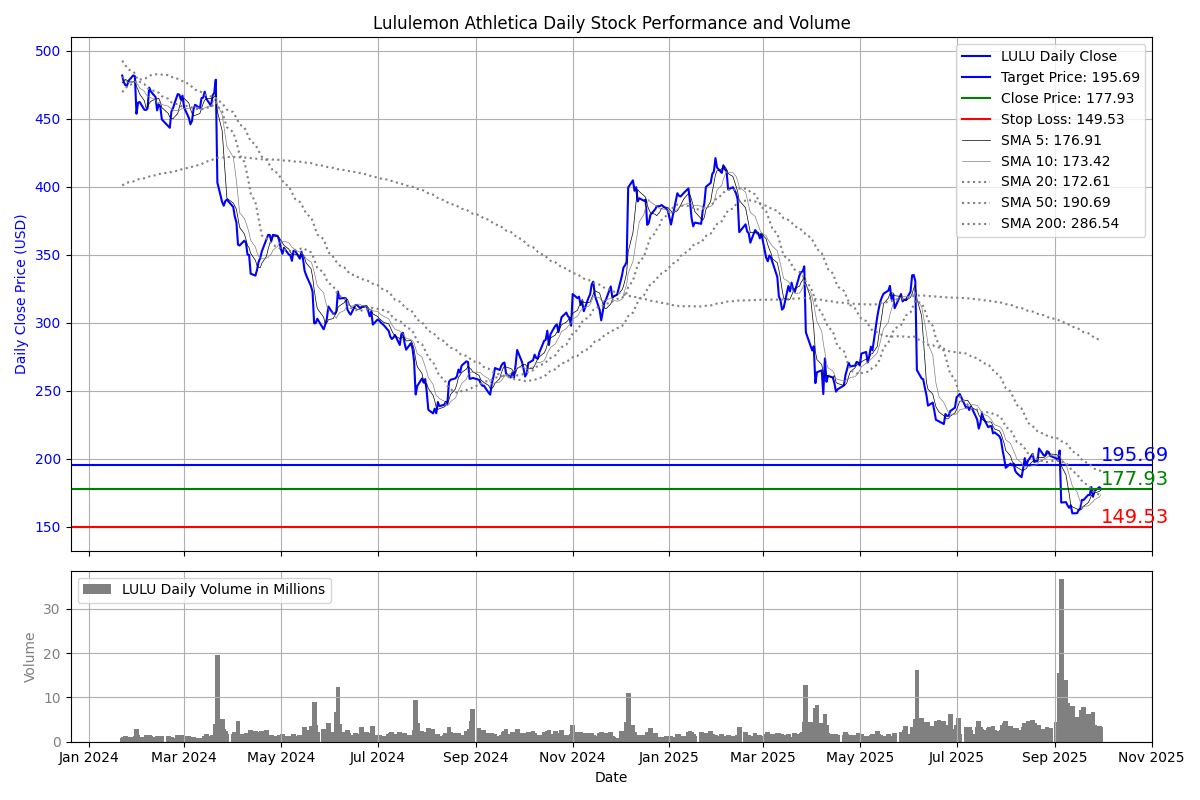 Lululemon Athletica Daily Stock Performance and Volume
Daily Close Price (USD)
500
450
400
350
300
250
200
150
LULU Daily Close
Target Price: 195.69
Close Price: 177.93
Stop Loss: 149.53
SMA 5: 176.91
SMA 10: 173.42
SMA 20: 172.61
SMA 50: 190.69
SMA 200: 286.54
195.69
177.93
149.53
LULU Daily Volume in Millions
Volume
30
20
10
0
Jan 2024 Mar 2024 May 2024 Jul 2024 Sep 2024 Nov 2024 Jan 2025 Mar 2025 May 2025 Jul 2025 Sep 2025 Nov 2025
Date